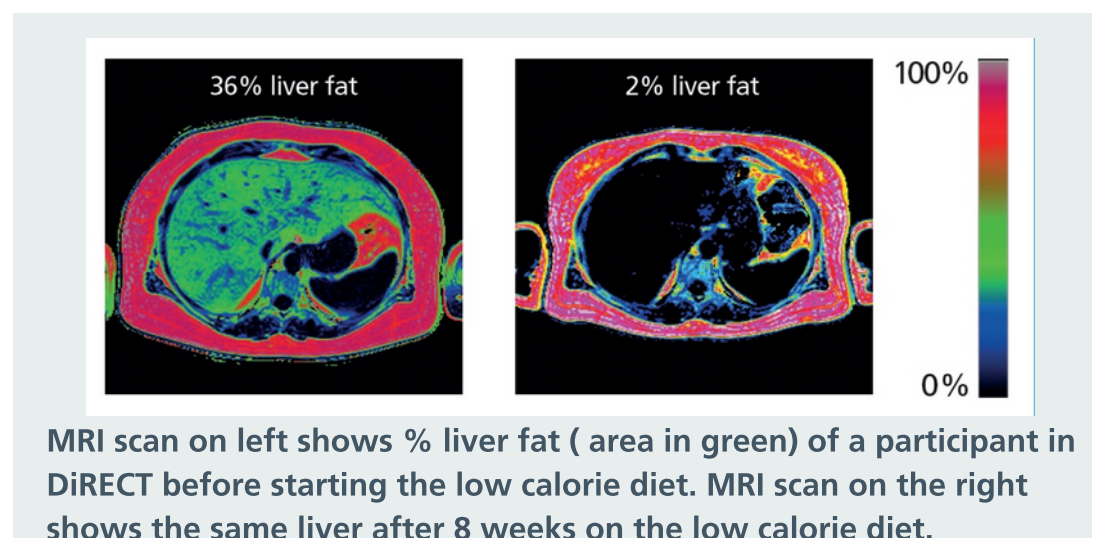 36% liver fat
2% liver fat
100%
0%
MRI scan on left shows % liver fat ( area in green) of a participant in
DiRECT before starting the low calorie diet. MRI scan on the right
shows the same liver after 8 weeks on the low calorie diet.